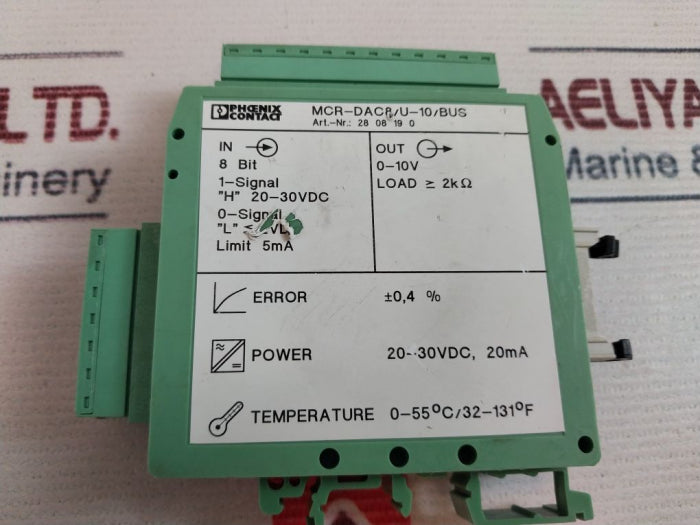 LTD.
inery
AELIYA
Marine &
PHŒNIX
CONTACT
MCR-DAC8/U-10/BUS
Art.-Nr.: 28 08 19 0
IN
8 Bit
1-Signal
"H" 20-30VDC
0-Signal
"L" ≤
Limit 5mA
OUT
0-10V
LOAD ≥ 2kΩ
ERROR ±0,4 %
POWER 20-30VDC, 20mA
TEMPERATURE 0-55°C/32-131°F